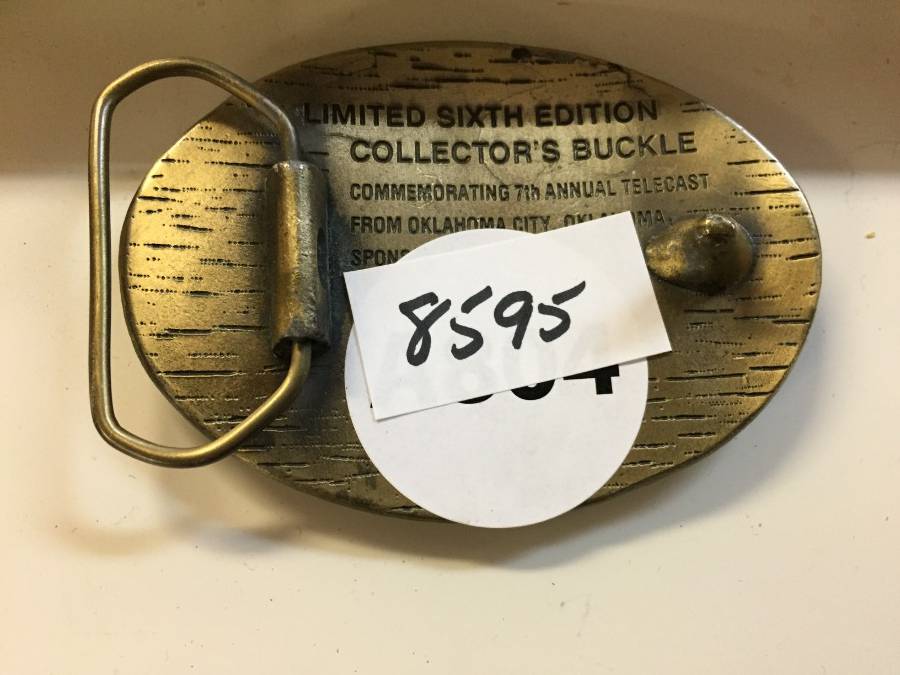 LIMITED SIXTH EDITION
COLLECTOR'S BUCKLE
COMMEMORATING 7th ANNUAL TELECAST
FROM OKLAHOMA CITY, OKLAHOMA.
8595